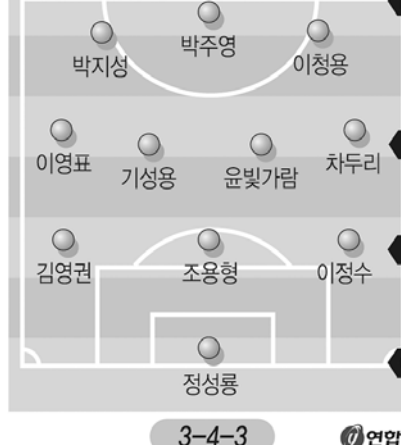 박지성 박주영 이청용
이영표 기성용 윤빛가람 차두리
김영권 조용형 이정수
정성룡
3-4-3
연합